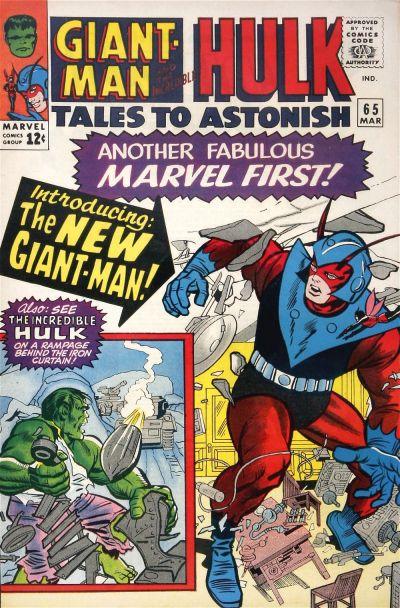 GIANT-
MAN
AND THE
INCREDIBLE
HULK
TALES TO ASTONISH
APPROVED
BY THE
COMICS
CODE
CCA
AUTHORITY
IND.
MARVEL
COMICS
GROUP
12¢
65
MAR
ANOTHER FABULOUS
MARVEL FIRST!
Introducing:
The NEW
GIANT-MAN!
Also: SEE
THE INCREDIBLE
HULK
ON A RAMPAGE
BEHIND THE IRON
CURTAIN!